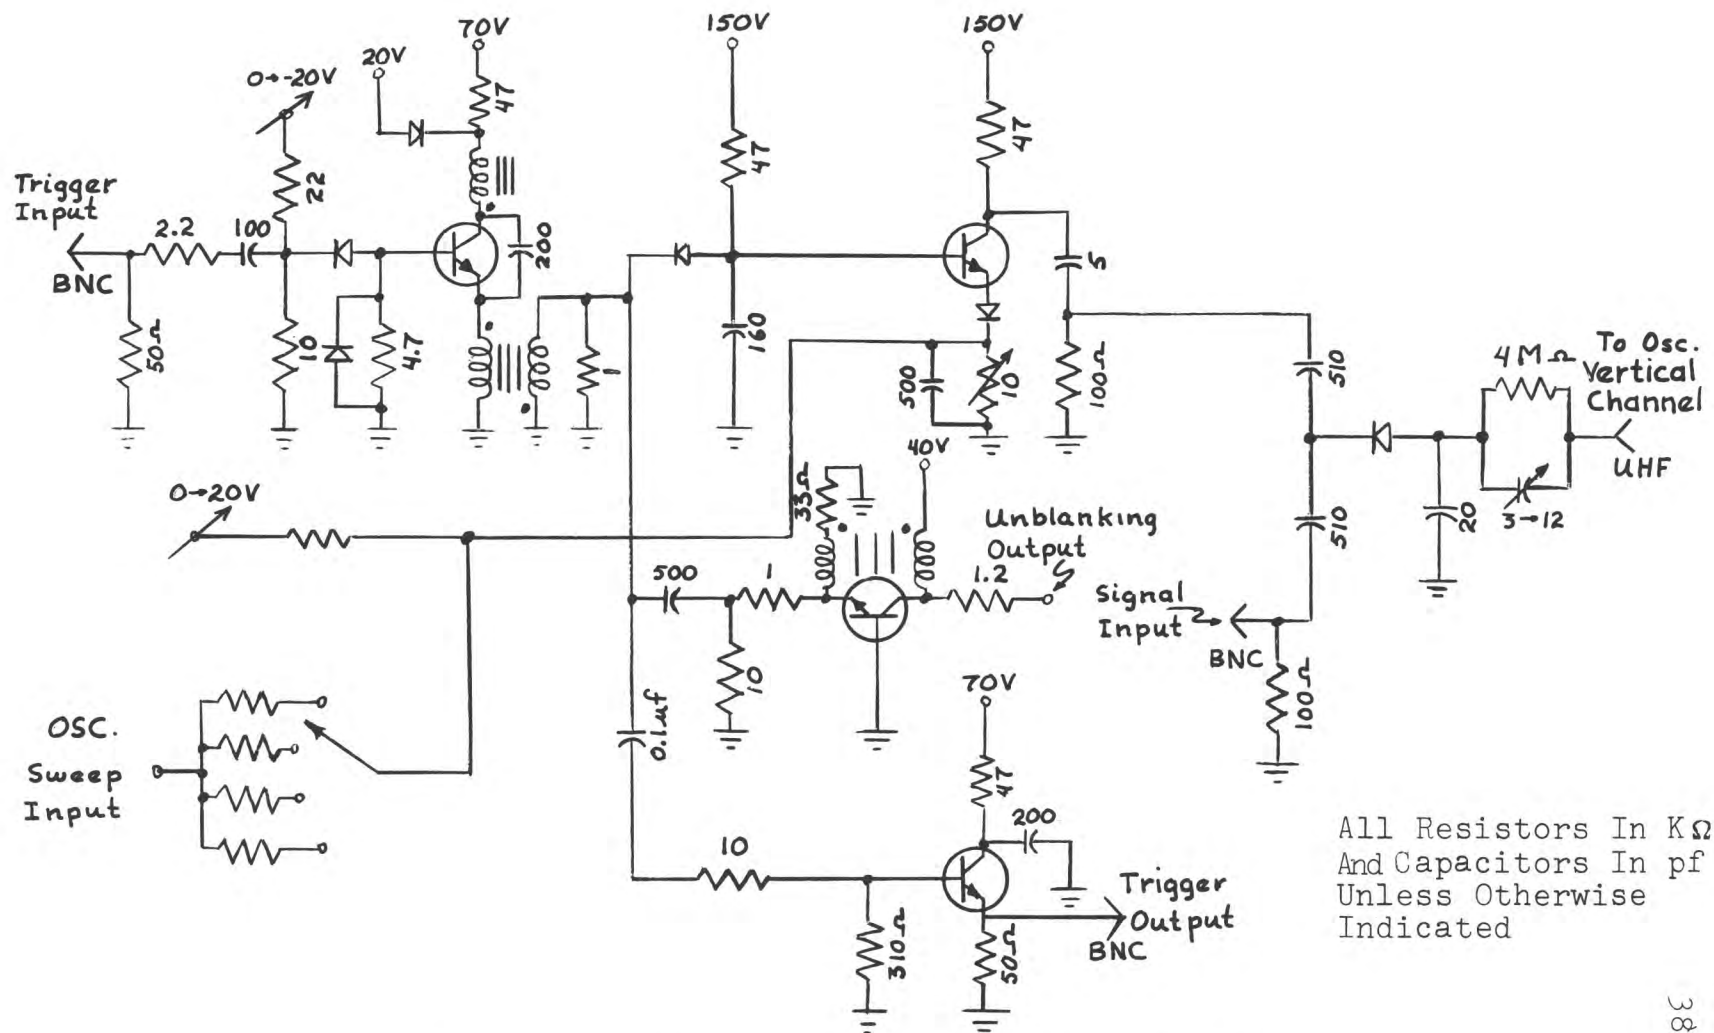 70V
150V
150V
20V
0→-20V
47
47
47
22
Trigger
Input
2.2
100
200
BNC
5
50Ω
10
4.7
1
160
500
10
100Ω
510
4MΩ
To Osc.
Vertical
Channel
UHF
40V
33Ω
0→20V
Unblanking
Output
510
20
3→12
500
1
1.2
Signal
Input
BNC
10
100Ω
0.1uf
70V
OSC.
Sweep
Input
47
200
10
Trigger
Output
BNC
310Ω
50Ω
All Resistors In KΩ
And Capacitors In pf
Unless Otherwise
Indicated
38